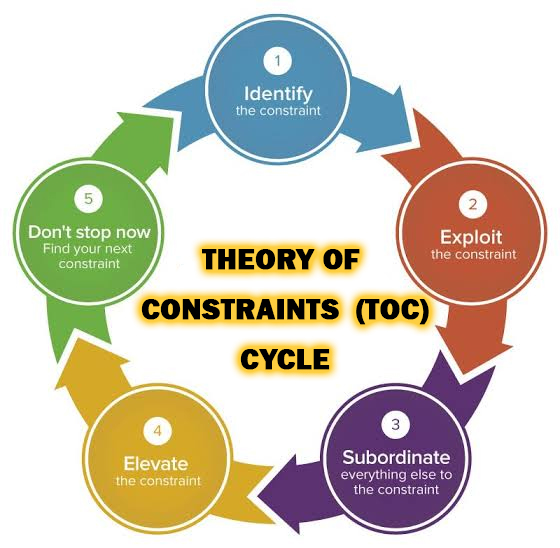 1
Identify
the constraint
2
Exploit
the constraint
3
Subordinate
everything else to
the constraint
4
Elevate
the constraint
5
Don't stop now
Find your next
constraint
THEORY OF
CONSTRAINTS (TOC)
CYCLE